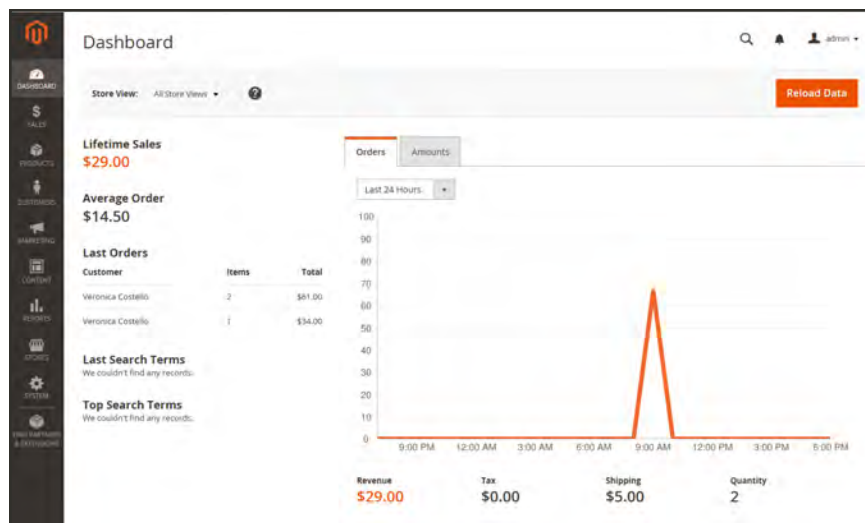 Dashboard
admin
DASHBOARD
Store View: All Store Views
?
Reload Data
$
SALES
PRODUCTS
CUSTOMERS
MARKETING
CONTENT
REPORTS
STORES
SYSTEM
FIND PARTNERS
& EXTENSIONS
Lifetime Sales
$29.00
Average Order
$14.50
Last Orders
Customer Items Total
Veronica Costello 2 $81.00
Veronica Costello 1 $34.00
Last Search Terms
We couldn't find any records.
Top Search Terms
We couldn't find any records.
Orders Amounts
Last 24 Hours
100
90
80
70
60
50
40
30
20
10
0
9:00 PM 12:00 AM 3:00 AM 6:00 AM 9:00 AM 12:00 PM 3:00 PM 6:00 PM
Revenue Tax Shipping Quantity
$29.00 $0.00 $5.00 2